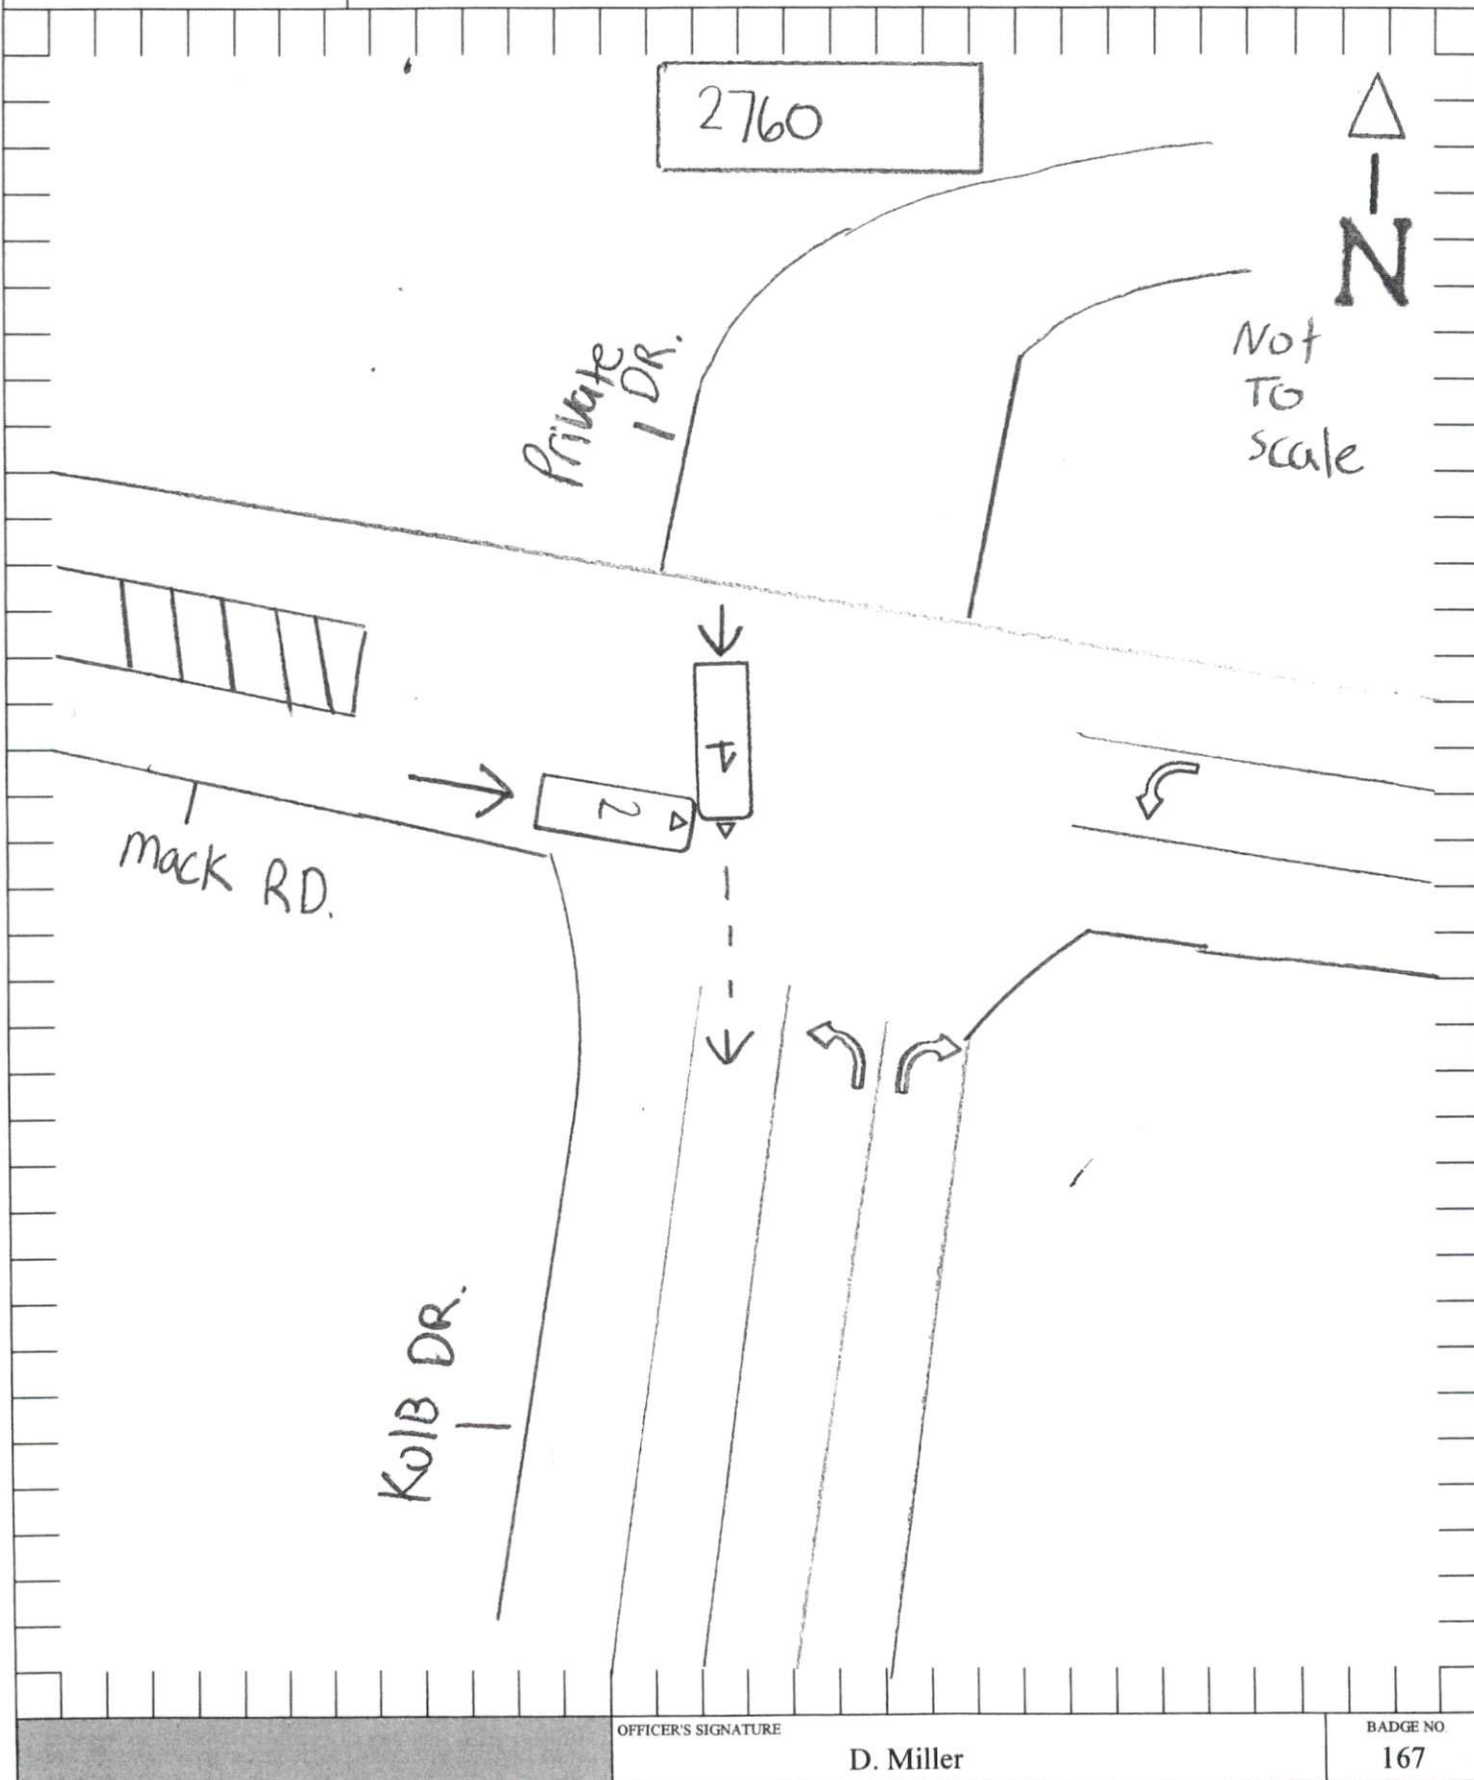 2760
N
Not
To
scale
Private
DR.
1
2
Mack RD.
KolB DR.
OFFICER'S SIGNATURE
D. Miller
BADGE NO.
167